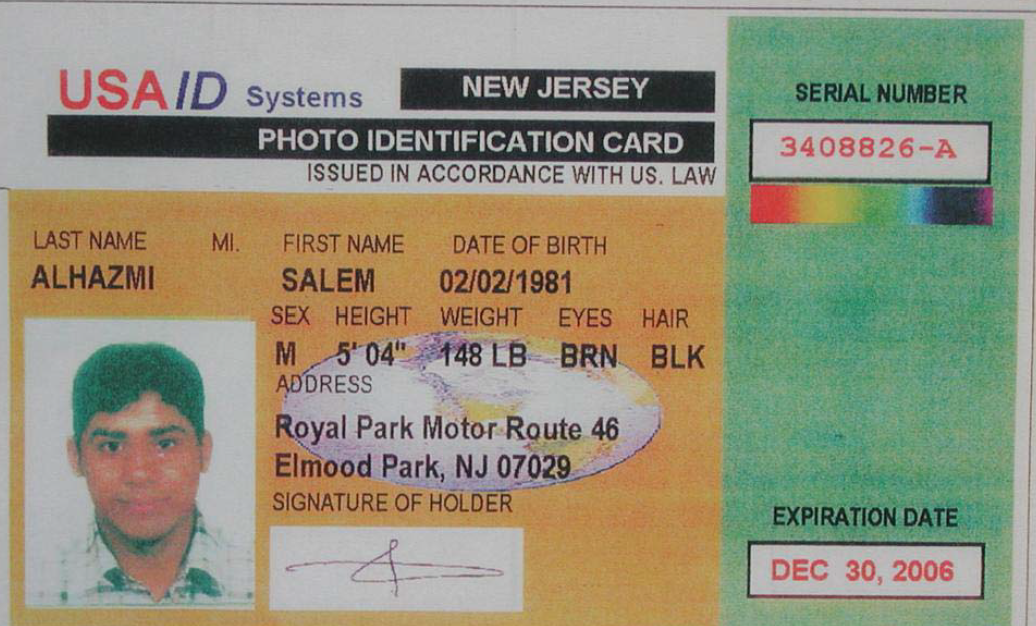 USA ID Systems
NEW JERSEY
PHOTO IDENTIFICATION CARD
ISSUED IN ACCORDANCE WITH US. LAW
SERIAL NUMBER
3408826-A
LAST NAME MI. FIRST NAME DATE OF BIRTH
ALHAZMI SALEM 02/02/1981
SEX HEIGHT WEIGHT EYES HAIR
M 5' 04" 148 LB BRN BLK
ADDRESS
Royal Park Motor Route 46
Elmood Park, NJ 07029
SIGNATURE OF HOLDER
EXPIRATION DATE
DEC 30, 2006